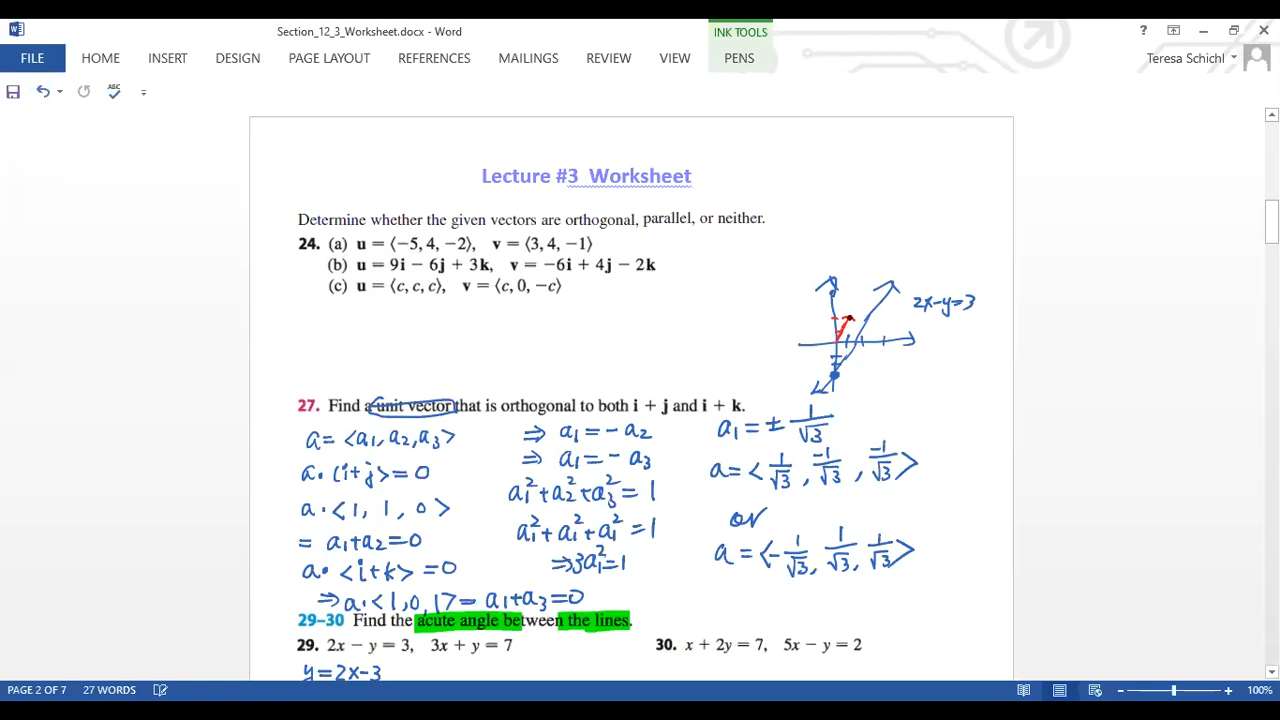 Section_12_3_Worksheet.docx - Word
INK TOOLS
?
FILE HOME INSERT DESIGN PAGE LAYOUT REFERENCES MAILINGS REVIEW VIEW PENS
Teresa Schichl
ABC
Lecture #3 Worksheet
Determine whether the given vectors are orthogonal, parallel, or neither.
24. (a) u = ⟨−5, 4, −2⟩, v = ⟨3, 4, −1⟩
(b) u = 9i − 6j + 3k, v = −6i + 4j − 2k
(c) u = ⟨c, c, c⟩, v = ⟨c, 0, −c⟩
2x-y=3
27. Find a unit vector that is orthogonal to both i + j and i + k.
a = <a₁, a₂, a₃>
a·⟨i+j⟩ = 0
a·<1, 1, 0>
= a₁+a₂=0
a·<i+k> =0
⇒ a·<1,0,1> = a₁+a₃=0
⇒ a₁ = -a₂
⇒ a₁ = -a₃
a₁²+a₂²+a₃² = 1
a₁²+a₁²+a₁² = 1
⇒3a₁²=1
a₁ = ± 1/√3
a = <1/√3, -1/√3, -1/√3>
or
a = <-1/√3, 1/√3, 1/√3>
29–30 Find the acute angle between the lines.
29. 2x − y = 3, 3x + y = 7
30. x + 2y = 7, 5x − y = 2
y=2x-3
PAGE 2 OF 7 27 WORDS
100%